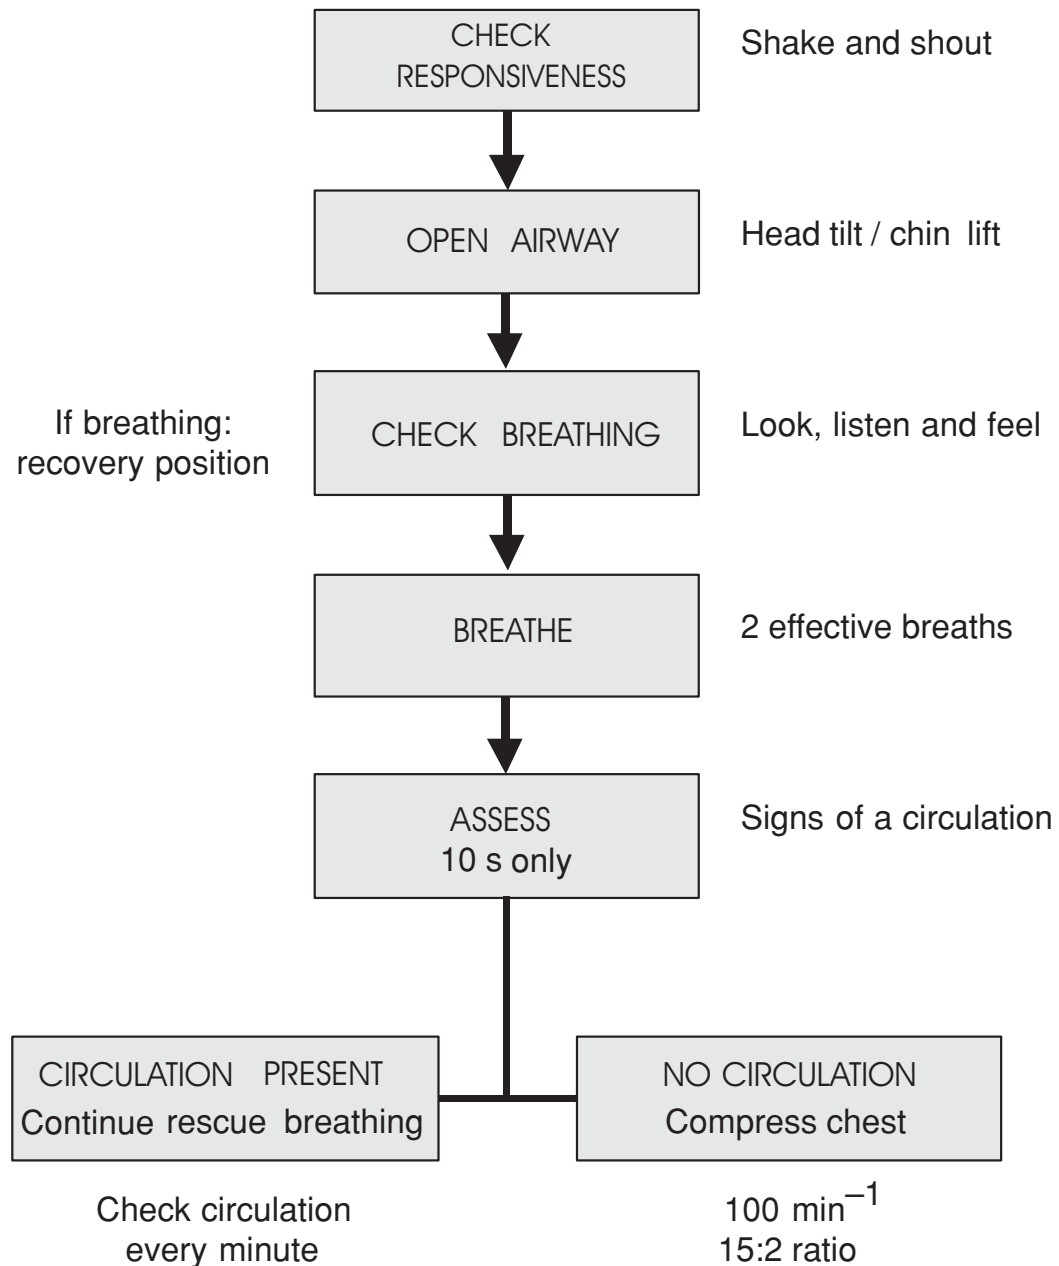 CHECK
RESPONSIVENESS
Shake and shout
OPEN AIRWAY
Head tilt / chin lift
If breathing:
recovery position
CHECK BREATHING
Look, listen and feel
BREATHE
2 effective breaths
ASSESS
10 s only
Signs of a circulation
CIRCULATION PRESENT
Continue rescue breathing
Check circulation
every minute
NO CIRCULATION
Compress chest
100 min⁻¹
15:2 ratio